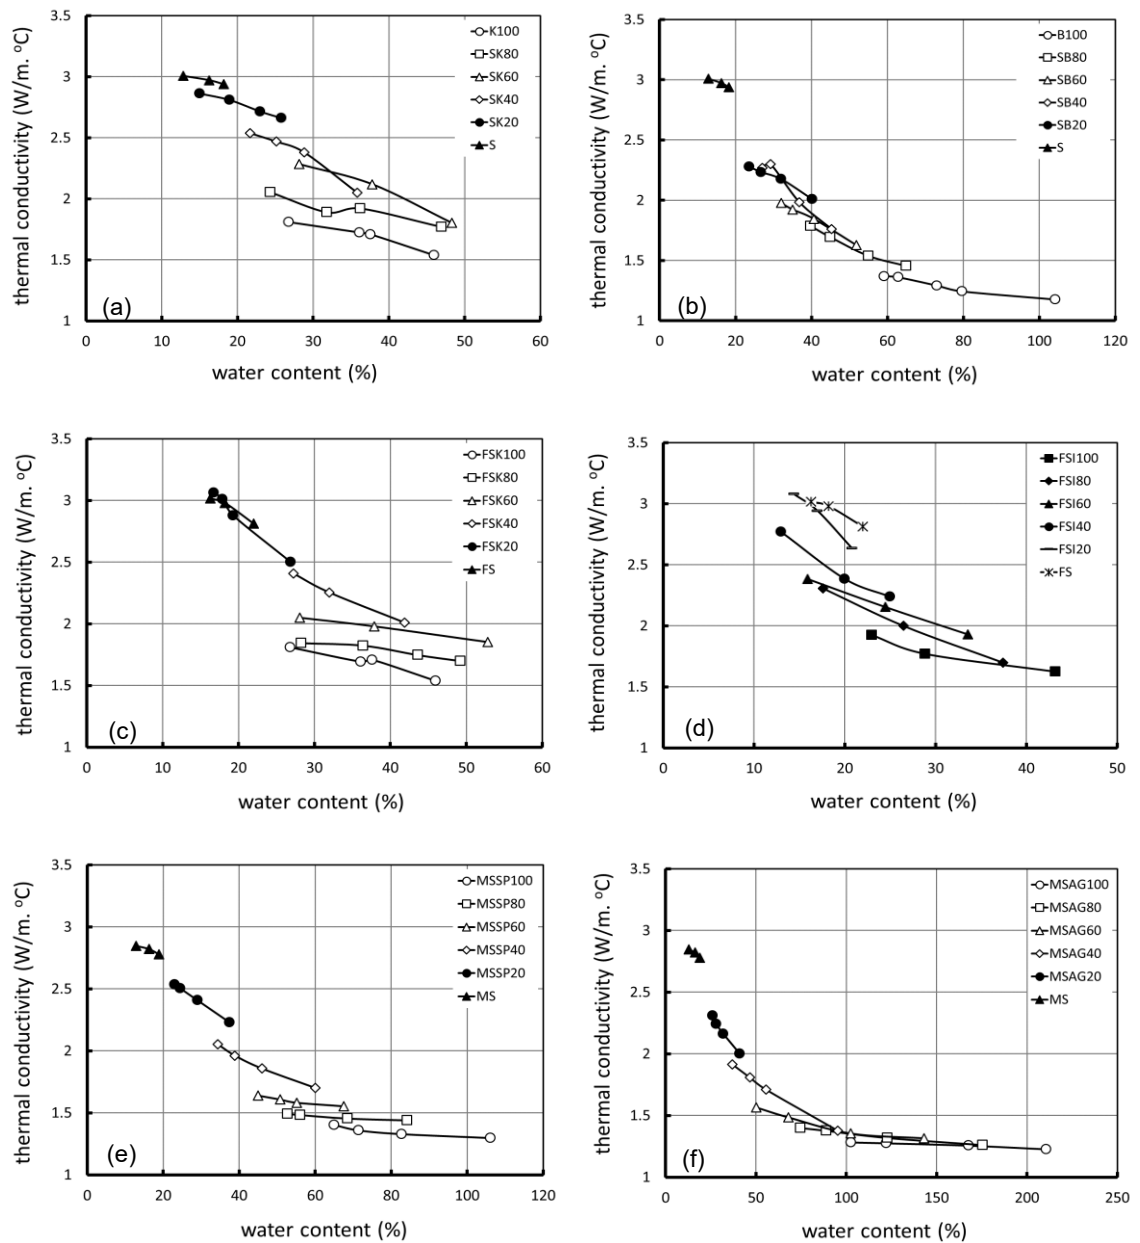 thermal conductivity (W/m. °C)
3.5
3
2.5
2
1.5
1
K100
SK80
SK60
SK40
SK20
S
(a)
0 10 20 30 40 50 60
water content (%)
thermal conductivity (W/m. °C)
3.5
3
2.5
2
1.5
1
B100
SB80
SB60
SB40
SB20
S
(b)
0 20 40 60 80 100 120
water content (%)
thermal conductivity (W/m. °C)
3.5
3
2.5
2
1.5
1
FSK100
FSK80
FSK60
FSK40
FSK20
FS
(c)
0 10 20 30 40 50 60
water content (%)
thermal conductivity (W/m. °C)
3.5
3
2.5
2
1.5
1
FSI100
FSI80
FSI60
FSI40
FSI20
FS
(d)
0 10 20 30 40 50
water content (%)
thermal conductivity (W/m. °C)
3.5
3
2.5
2
1.5
1
MSSP100
MSSP80
MSSP60
MSSP40
MSSP20
MS
(e)
0 20 40 60 80 100 120
water content (%)
thermal conductivity (W/m. °C)
3.5
3
2.5
2
1.5
1
MSAG100
MSAG80
MSAG60
MSAG40
MSAG20
MS
(f)
0 50 100 150 200 250
water content (%)